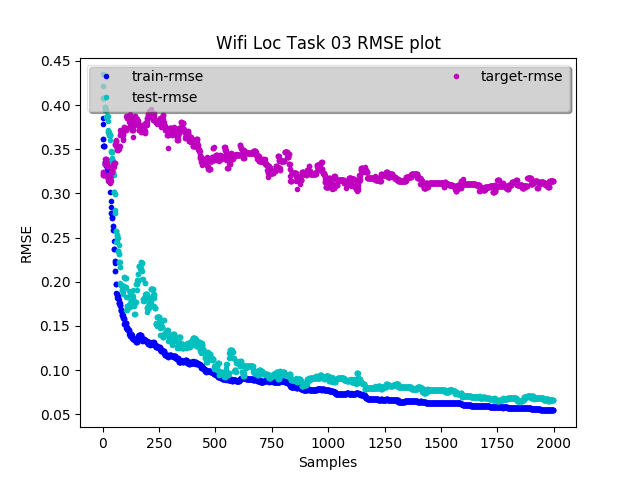 Wifi Loc Task 03 RMSE plot
train-rmse
test-rmse
target-rmse
RMSE
0.45
0.40
0.35
0.30
0.25
0.20
0.15
0.10
0.05
0 250 500 750 1000 1250 1500 1750 2000
Samples